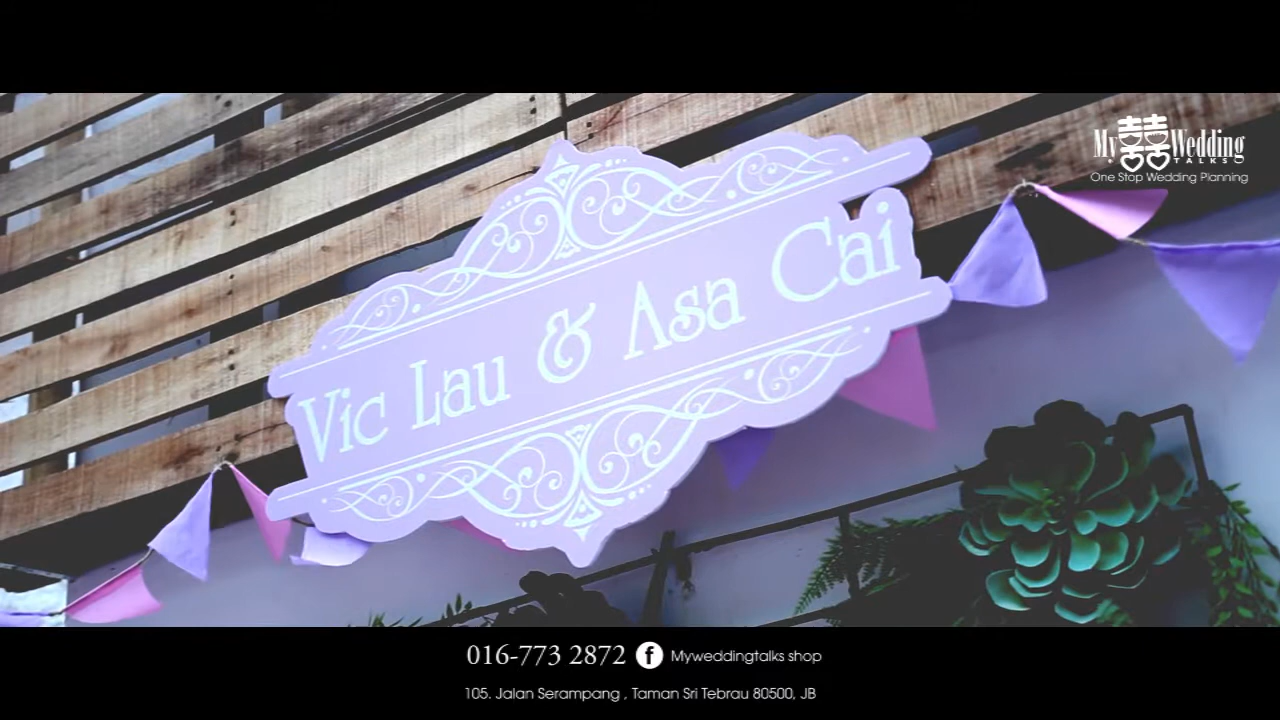 My 囍 Wedding
TALKS
One Stop Wedding Planning
Vic Lau & Asa Cai
016-773 2872 f Myweddingtalks shop
105. Jalan Serampang , Taman Sri Tebrau 80500, JB